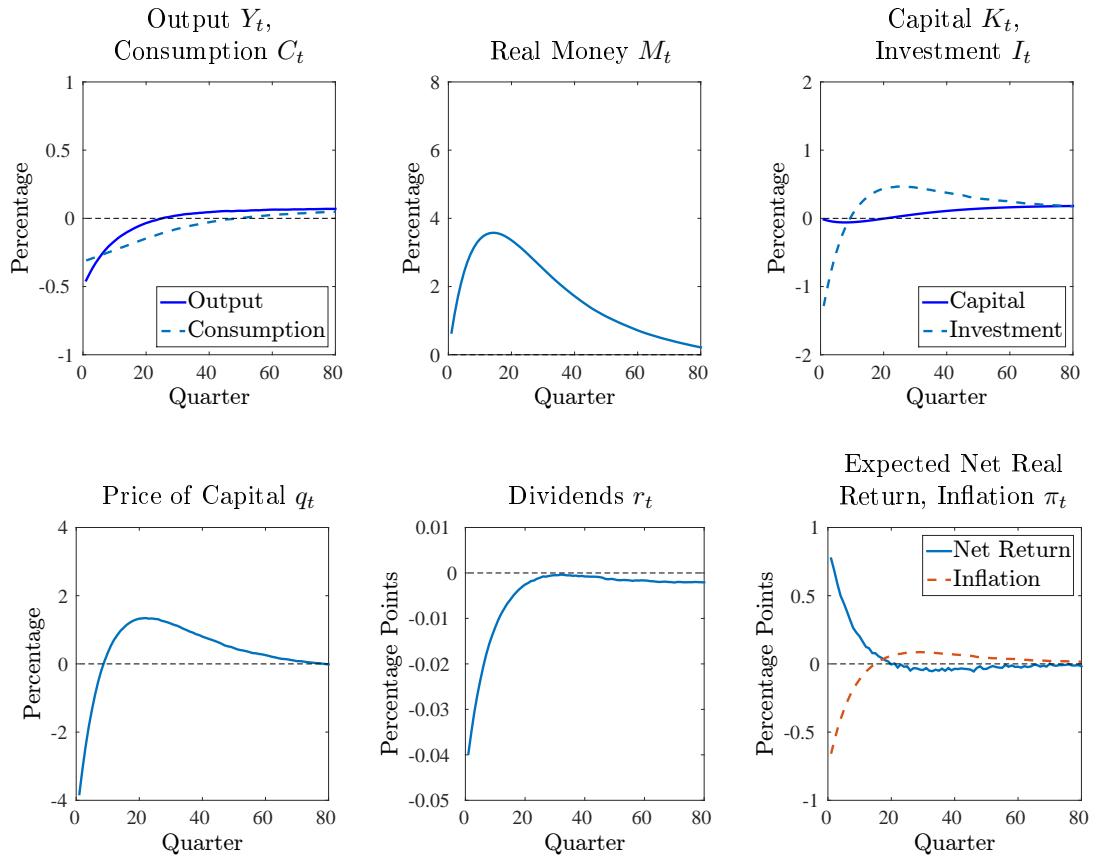 Output Y_t,
Consumption C_t
Percentage
1
0.5
0
-0.5
-1
Output
Consumption
0 20 40 60 80
Quarter
Real Money M_t
Percentage
8
6
4
2
0
0 20 40 60 80
Quarter
Capital K_t,
Investment I_t
Percentage
2
1
0
-1
-2
Capital
Investment
0 20 40 60 80
Quarter
Price of Capital q_t
Percentage
4
2
0
-2
-4
0 20 40 60 80
Quarter
Dividends r_t
Percentage Points
0.01
0
-0.01
-0.02
-0.03
-0.04
-0.05
0 20 40 60 80
Quarter
Expected Net Real
Return, Inflation π_t
Percentage Points
1
0.5
0
-0.5
-1
Net Return
Inflation
0 20 40 60 80
Quarter